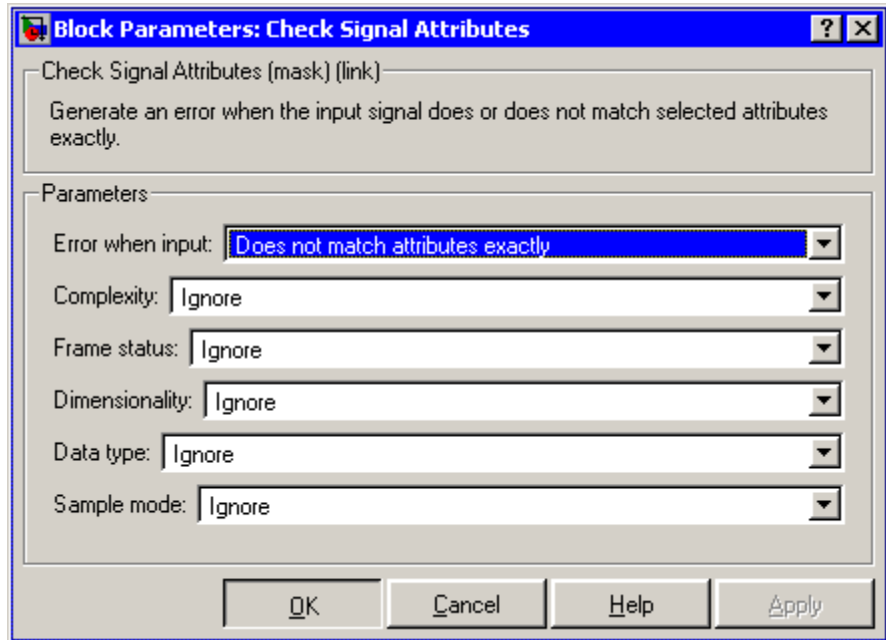 Block Parameters: Check Signal Attributes
Check Signal Attributes (mask) (link)
Generate an error when the input signal does or does not match selected attributes
exactly.
Parameters
Error when input: Does not match attributes exactly
Complexity: Ignore
Frame status: Ignore
Dimensionality: Ignore
Data type: Ignore
Sample mode: Ignore
OK Cancel Help Apply